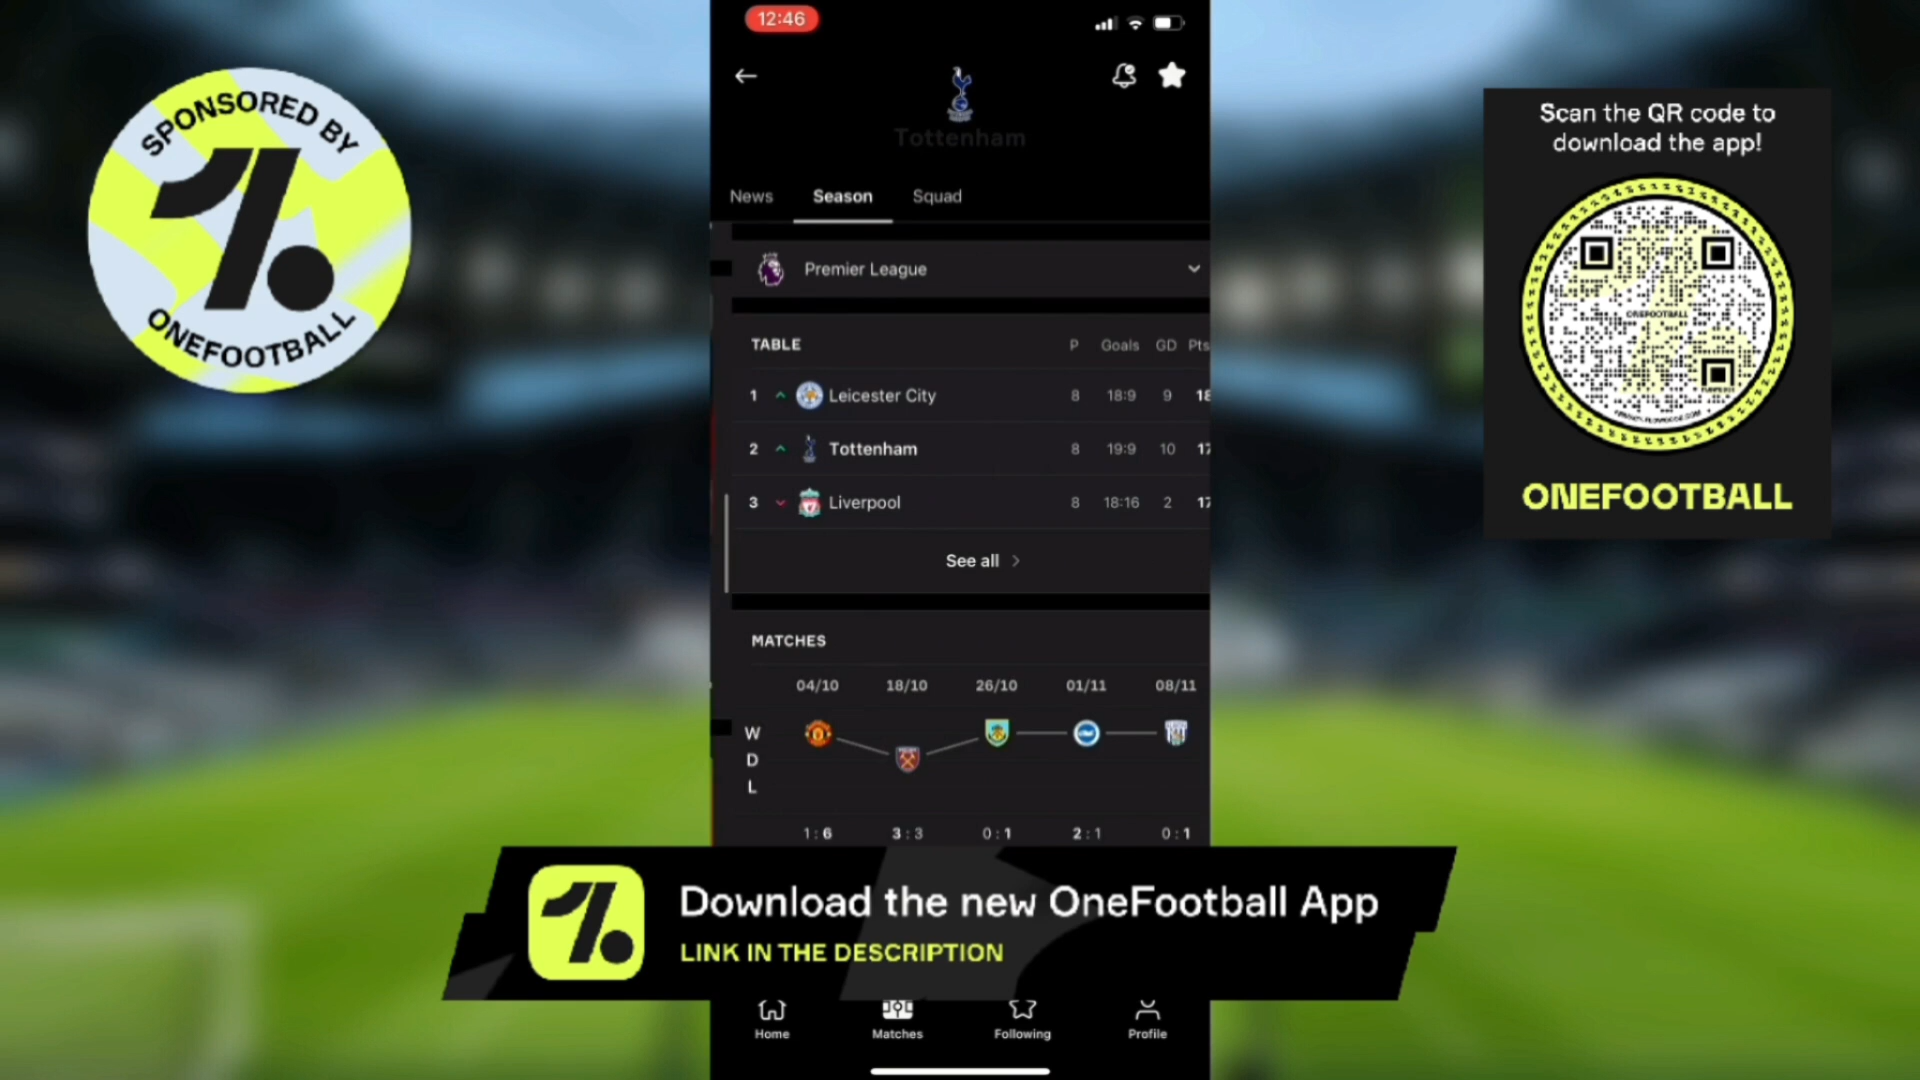 SPONSORED BY
ONEFOOTBALL
12:46
Tottenham
News Season Squad
Premier League
TABLE P Goals GD Pts
1 Leicester City 8 18:9 9 18
2 Tottenham 8 19:9 10 17
3 Liverpool 8 18:16 2 17
See all
MATCHES
04/10 18/10 26/10 01/11 08/11
W
D
L
1:6 3:3 0:1 2:1 0:1
Scan the QR code to
download the app!
ONEFOOTBALL
ONEFOOTBALL
Download the new OneFootball App
LINK IN THE DESCRIPTION
Home Matches Following Profile